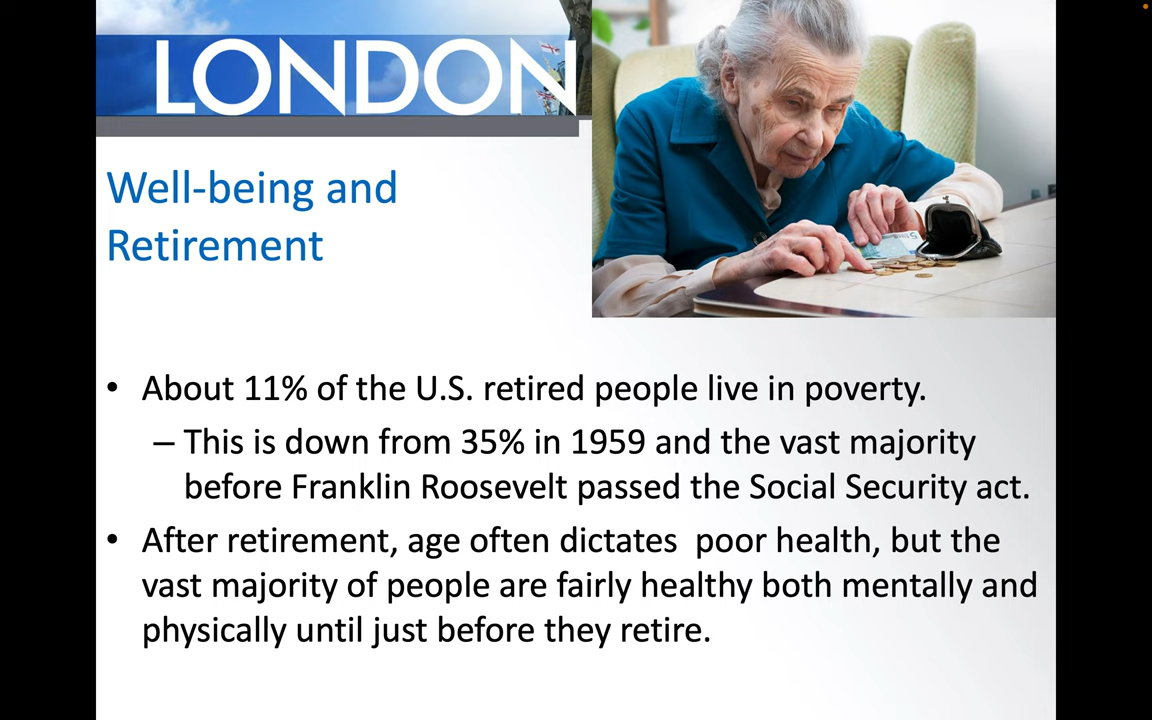 LONDON
Well-being and
Retirement
• About 11% of the U.S. retired people live in poverty.
– This is down from 35% in 1959 and the vast majority
before Franklin Roosevelt passed the Social Security act.
• After retirement, age often dictates  poor health, but the
vast majority of people are fairly healthy both mentally and
physically until just before they retire.